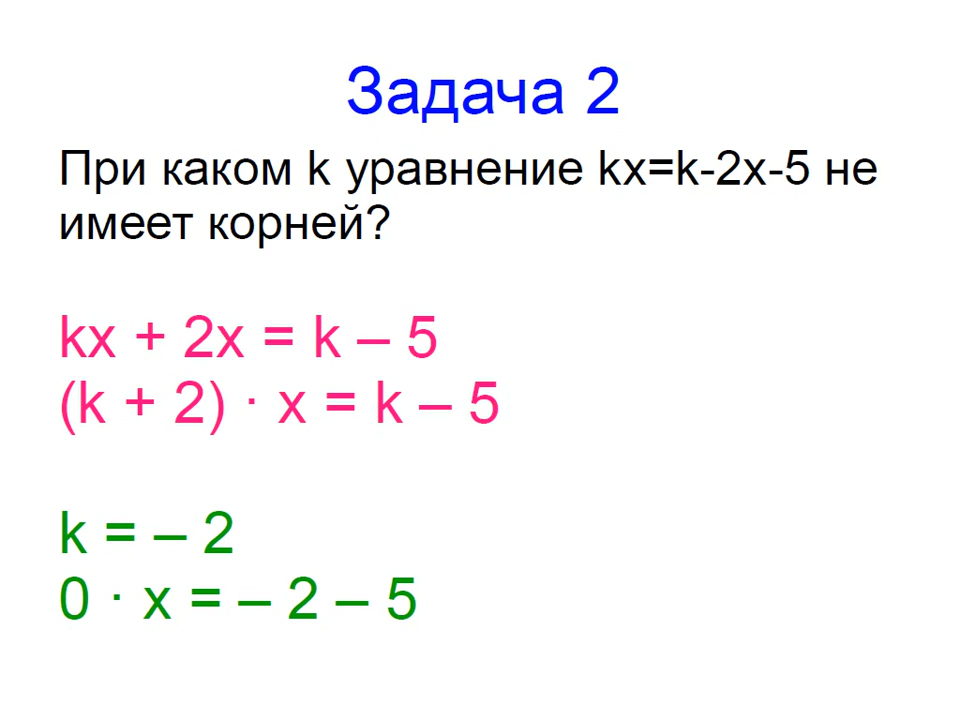 Задача 2
При каком k уравнение kx=k-2x-5 не
имеет корней?
kx + 2x = k – 5
(k + 2) · x = k – 5
k = – 2
0 · x = – 2 – 5